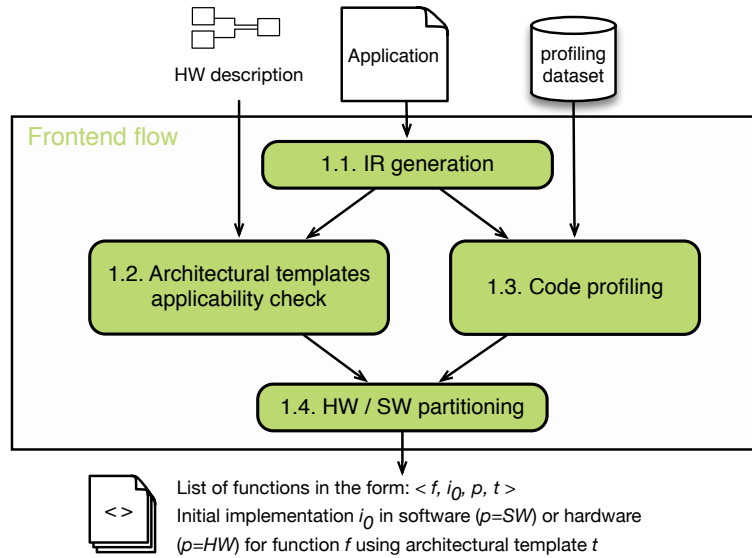 HW description
Application
profiling
dataset
Frontend flow
1.1. IR generation
1.2. Architectural templates
applicability check
1.3. Code profiling
1.4. HW / SW partitioning
< >
List of functions in the form: < f, i0, p, t >
Initial implementation i0 in software (p=SW) or hardware
(p=HW) for function f using architectural template t